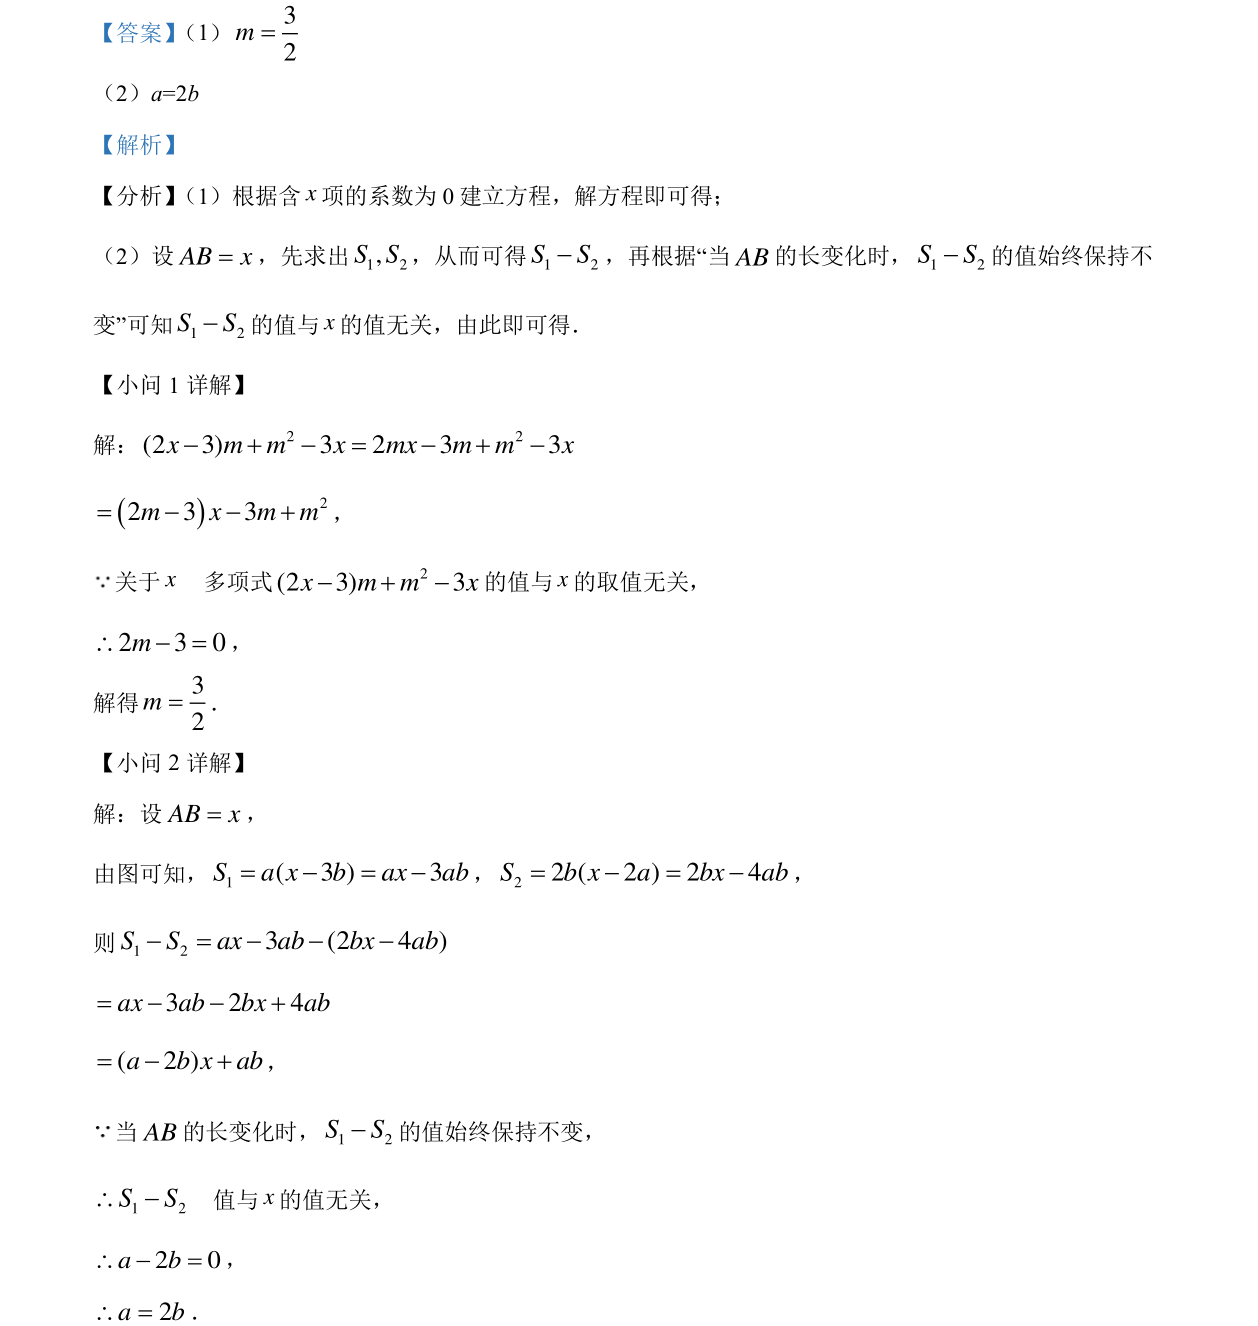 【答案】（1）m = 3/2
（2）a=2b
【解析】
【分析】（1）根据含 x 项的系数为 0 建立方程，解方程即可得；
（2）设 AB = x，先求出 S₁, S₂，从而可得 S₁ − S₂，再根据“当 AB 的长变化时，S₁ − S₂ 的值始终保持不
变”可知 S₁ − S₂ 的值与 x 的值无关，由此即可得．
【小问 1 详解】
解：(2x − 3)m + m² − 3x = 2mx − 3m + m² − 3x
= (2m − 3)x − 3m + m²，
∵关于 x 多项式 (2x − 3)m + m² − 3x 的值与 x 的取值无关，
∴ 2m − 3 = 0，
解得 m = 3/2．
【小问 2 详解】
解：设 AB = x，
由图可知，S₁ = a(x − 3b) = ax − 3ab，S₂ = 2b(x − 2a) = 2bx − 4ab，
则 S₁ − S₂ = ax − 3ab − (2bx − 4ab)
= ax − 3ab − 2bx + 4ab
= (a − 2b)x + ab，
∵当 AB 的长变化时，S₁ − S₂ 的值始终保持不变，
∴ S₁ − S₂ 值与 x 的值无关，
∴ a − 2b = 0，
∴ a = 2b．